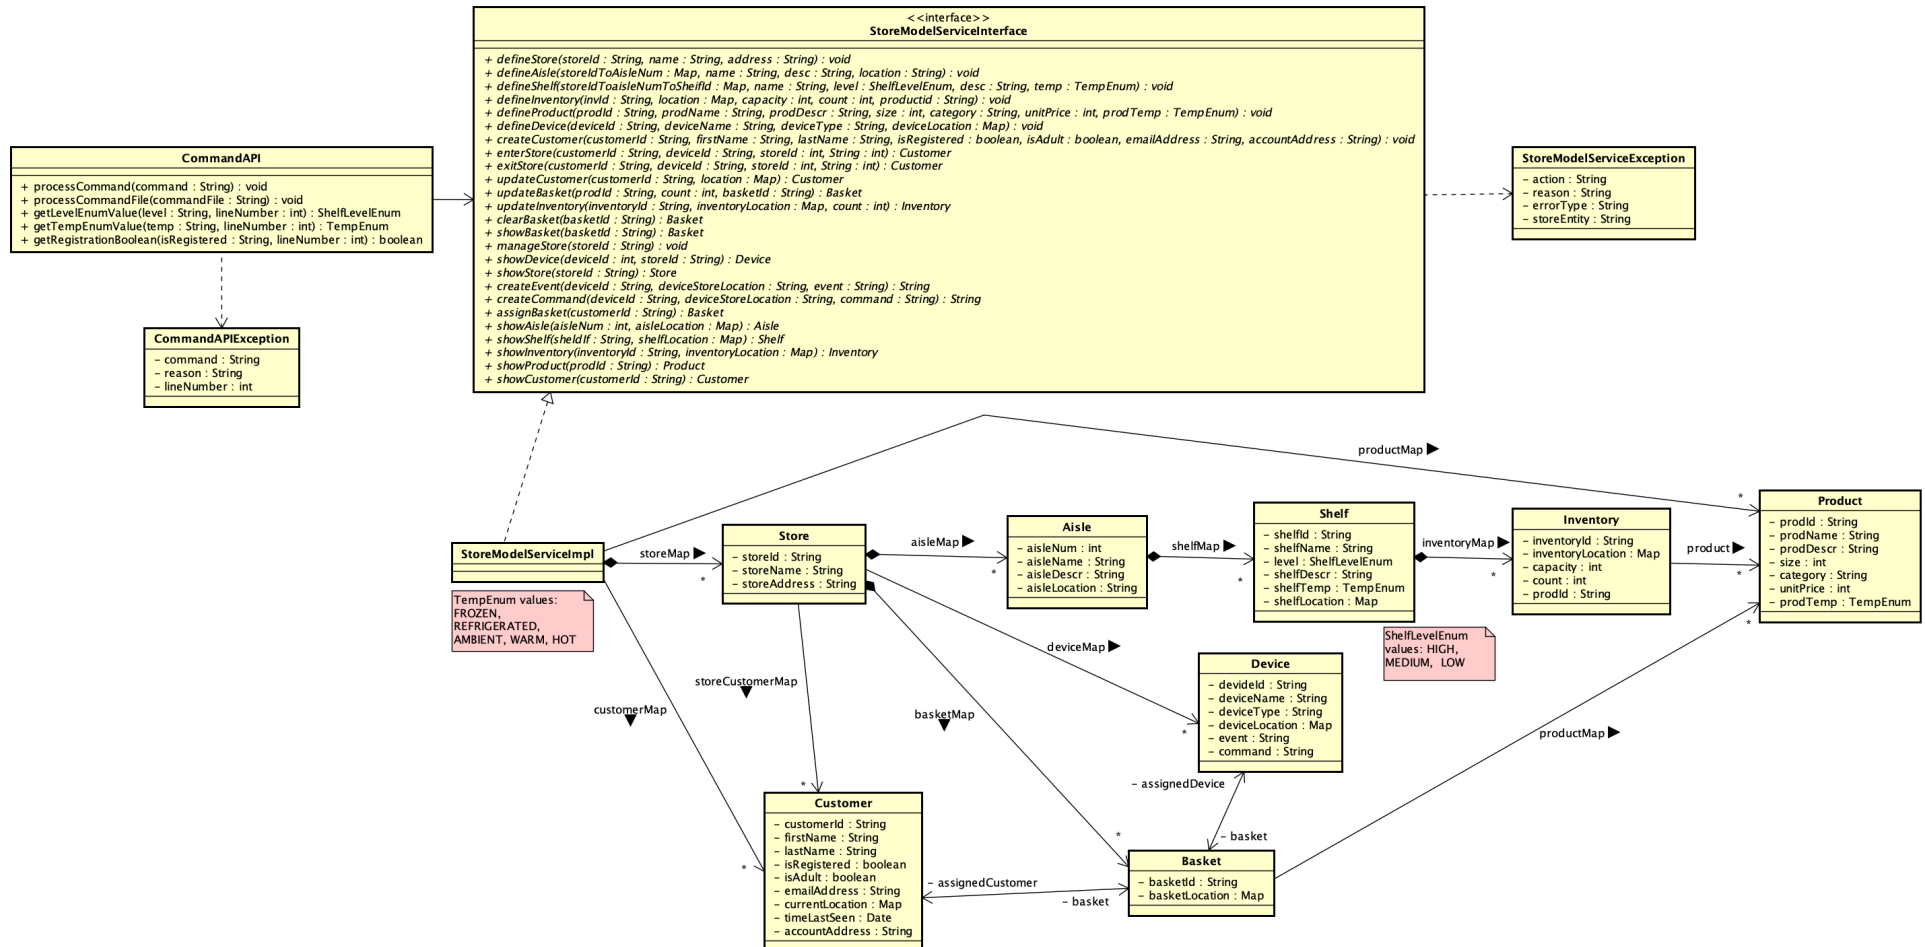 <<interface>>
StoreModelServiceInterface
+ defineStore(storeId : String, name : String, address : String) : void
+ defineAisle(storeIdToAisleNum : Map, name : String, desc : String, location : String) : void
+ defineShelf(storeIdToaisleNumToSheifId : Map, name : String, level : ShelfLevelEnum, desc : String, temp : TempEnum) : void
+ defineInventory(invId : String, location : Map, capacity : int, count : int, productid : String) : void
+ defineProduct(prodId : String, prodName : String, prodDescr : String, size : int, category : String, unitPrice : int, prodTemp : TempEnum) : void
+ defineDevice(deviceId : String, deviceName : String, deviceType : String, deviceLocation : Map) : void
+ createCustomer(customerId : String, firstName : String, lastName : String, isRegistered : boolean, isAdult : boolean, emailAddress : String, accountAddress : String) : void
+ enterStore(customerId : String, deviceId : String, storeId : int, String : int) : Customer
+ exitStore(customerId : String, deviceId : String, storeId : int, String : int) : Customer
+ updateCustomer(customerId : String, location : Map) : Customer
+ updateBasket(prodId : String, count : int, basketId : String) : Basket
+ updateInventory(inventoryId : String, inventoryLocation : Map, count : int) : Inventory
+ clearBasket(basketId : String) : Basket
+ showBasket(basketId : String) : Basket
+ manageStore(storeId : String) : void
+ showDevice(deviceId : int, storeId : String) : Device
+ showStore(storeId : String) : Store
+ createEvent(deviceId : String, deviceStoreLocation : String, event : String) : String
+ createCommand(deviceId : String, deviceStoreLocation : String, command : String) : String
+ assignBasket(customerId : String) : Basket
+ showAisle(aisleNum : int, aisleLocation : Map) : Aisle
+ showShelf(sheldIf : String, shelfLocation : Map) : Shelf
+ showInventory(inventoryId : String, inventoryLocation : Map) : Inventory
+ showProduct(prodId : String) : Product
+ showCustomer(customerId : String) : Customer
CommandAPI
+ processCommand(command : String) : void
+ processCommandFile(commandFile : String) : void
+ getLevelEnumValue(level : String, lineNumber : int) : ShelfLevelEnum
+ getTempEnumValue(temp : String, lineNumber : int) : TempEnum
+ getRegistrationBoolean(isRegistered : String, lineNumber : int) : boolean
StoreModelServiceException
- action : String
- reason : String
- errorType : String
- storeEntity : String
CommandAPIException
- command : String
- reason : String
- lineNumber : int
productMap
*
StoreModelServiceImpl
TempEnum values:
FROZEN,
REFRIGERATED,
AMBIENT, WARM, HOT
storeMap
*
Store
- storeId : String
- storeName : String
- storeAddress : String
aisleMap
*
Aisle
- aisleNum : int
- aisleName : String
- aisleDescr : String
- aisleLocation : String
shelfMap
*
Shelf
- shelfId : String
- shelfName : String
- level : ShelfLevelEnum
- shelfDescr : String
- shelfTemp : TempEnum
- shelfLocation : Map
inventoryMap
*
Inventory
- inventoryId : String
- inventoryLocation : Map
- capacity : int
- count : int
- prodId : String
product
*
Product
- prodId : String
- prodName : String
- prodDescr : String
- size : int
- category : String
- unitPrice : int
- prodTemp : TempEnum
*
ShelfLevelEnum
values: HIGH,
MEDIUM, LOW
deviceMap
*
Device
- devideId : String
- deviceName : String
- deviceType : String
- deviceLocation : Map
- event : String
- command : String
storeCustomerMap
*
customerMap
*
basketMap
*
productMap
- assignedDevice
- basket
Customer
- customerId : String
- firstName : String
- lastName : String
- isRegistered : boolean
- isAdult : boolean
- emailAddress : String
- currentLocation : Map
- timeLastSeen : Date
- accountAddress : String
- assignedCustomer
- basket
Basket
- basketId : String
- basketLocation : Map